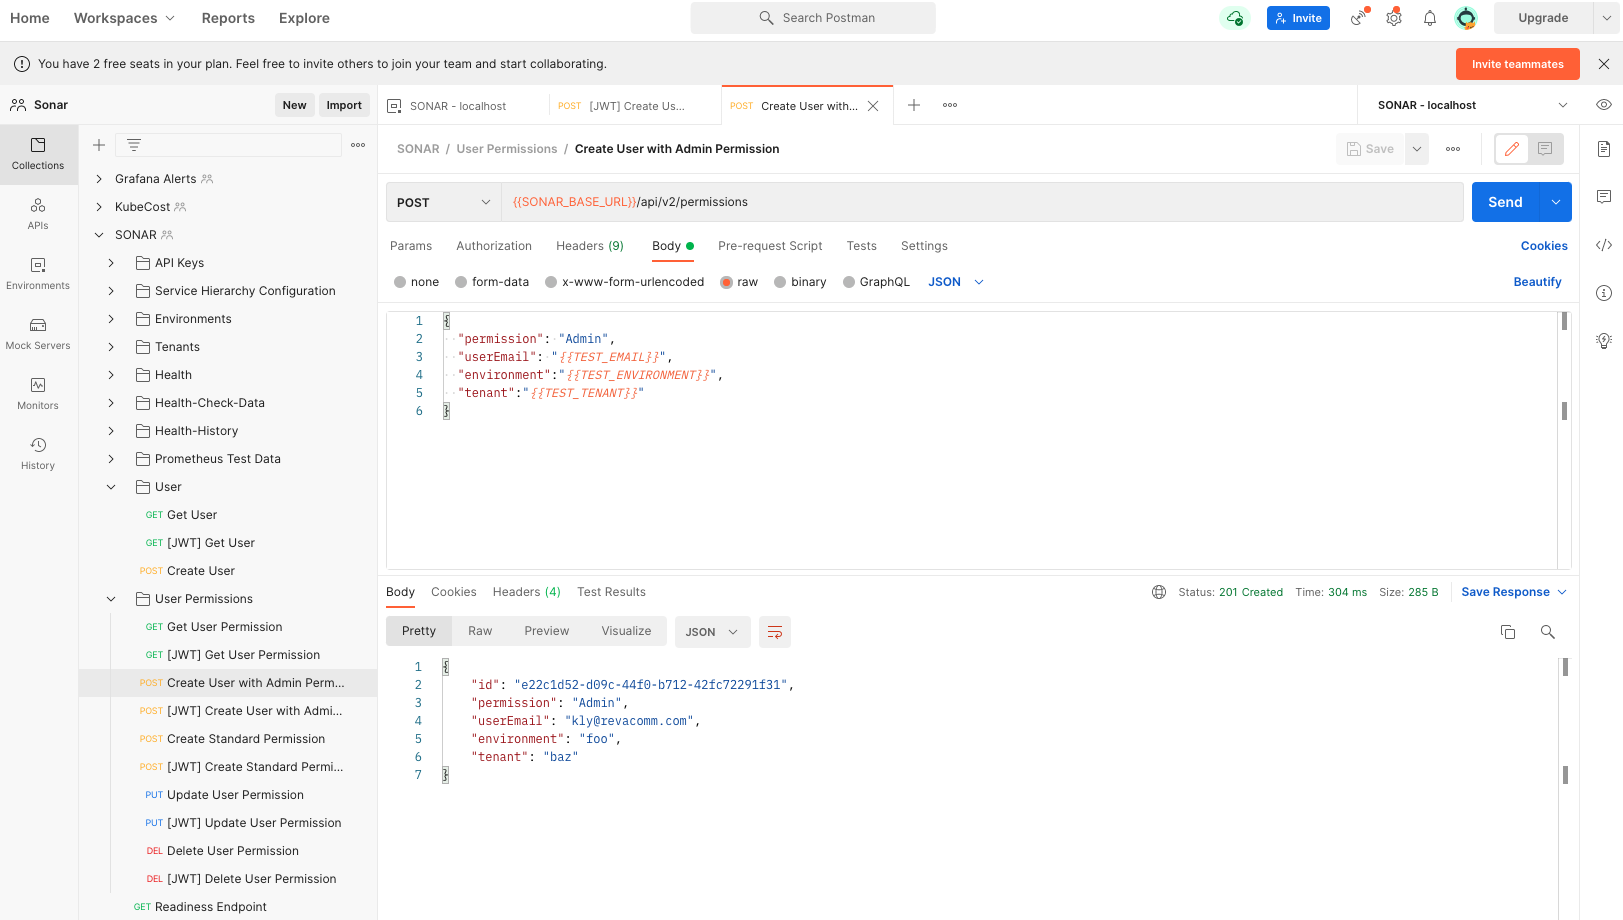 Home Workspaces Reports Explore Search Postman Invite Upgrade
You have 2 free seats in your plan. Feel free to invite others to join your team and start collaborating. Invite teammates
Sonar New Import
SONAR - localhost POST [JWT] Create Us... POST Create User with... SONAR - localhost
Collections
APIs
Environments
Mock Servers
Monitors
History
Grafana Alerts
KubeCost
SONAR
API Keys
Service Hierarchy Configuration
Environments
Tenants
Health
Health-Check-Data
Health-History
Prometheus Test Data
User
GET Get User
GET [JWT] Get User
POST Create User
User Permissions
GET Get User Permission
GET [JWT] Get User Permission
POST Create User with Admin Perm...
POST [JWT] Create User with Admi...
POST Create Standard Permission
POST [JWT] Create Standard Permi...
PUT Update User Permission
PUT [JWT] Update User Permission
DEL Delete User Permission
DEL [JWT] Delete User Permission
GET Readiness Endpoint
SONAR / User Permissions / Create User with Admin Permission Save
POST {{SONAR_BASE_URL}}/api/v2/permissions Send
Params Authorization Headers (9) Body Pre-request Script Tests Settings Cookies
none form-data x-www-form-urlencoded raw binary GraphQL JSON Beautify
1 {
2 "permission": "Admin",
3 "userEmail": "{{TEST_EMAIL}}",
4 "environment":"{{TEST_ENVIRONMENT}}",
5 "tenant":"{{TEST_TENANT}}"
6 }
Body Cookies Headers (4) Test Results Status: 201 Created Time: 304 ms Size: 285 B Save Response
Pretty Raw Preview Visualize JSON
1 {
2 "id": "e22c1d52-d09c-44f0-b712-42fc72291f31",
3 "permission": "Admin",
4 "userEmail": "kly@revacomm.com",
5 "environment": "foo",
6 "tenant": "baz"
7 }